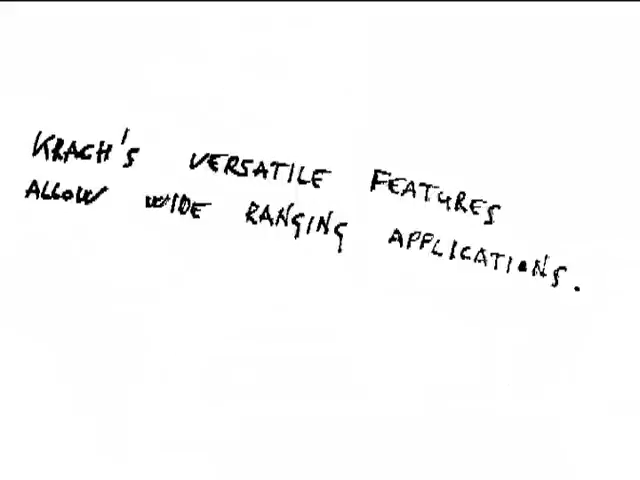 KRACH'S VERSATILE FEATURES
ALLOW WIDE RANGING APPLICATIONS.